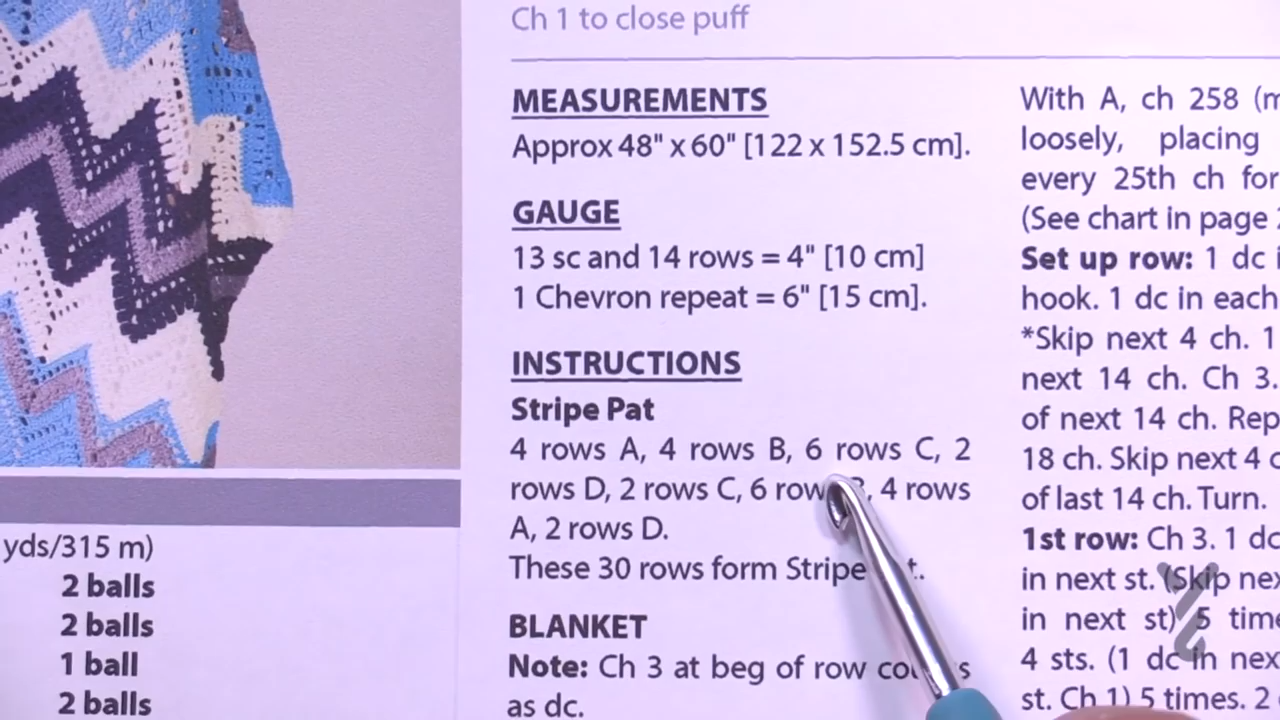 Ch 1 to close puff
MEASUREMENTS
Approx 48" x 60" [122 x 152.5 cm].
GAUGE
13 sc and 14 rows = 4" [10 cm]
1 Chevron repeat = 6" [15 cm].
INSTRUCTIONS
Stripe Pat
4 rows A, 4 rows B, 6 rows C, 2
rows D, 2 rows C, 6 , 4 rows
A, 2 rows D.
These 30 rows form Stripe
BLANKET
Note: Ch 3 at beg of row
as dc.
yds/315 m)
2 balls
2 balls
1 ball
2 balls
With A, ch 258 (m
loosely, placing
every 25th ch for
(See chart in page
Set up row: 1 dc
hook. 1 dc in each
*Skip next 4 ch. 1
next 14 ch. Ch 3.
of next 14 ch. Rep
18 ch. Skip next 4
of last 14 ch. Turn.
1st row: Ch 3. 1 dc
in next st. (Skip nex
in next st) 5 time
4 sts. (1 dc in nex
st. Ch 1) 5 times. 2